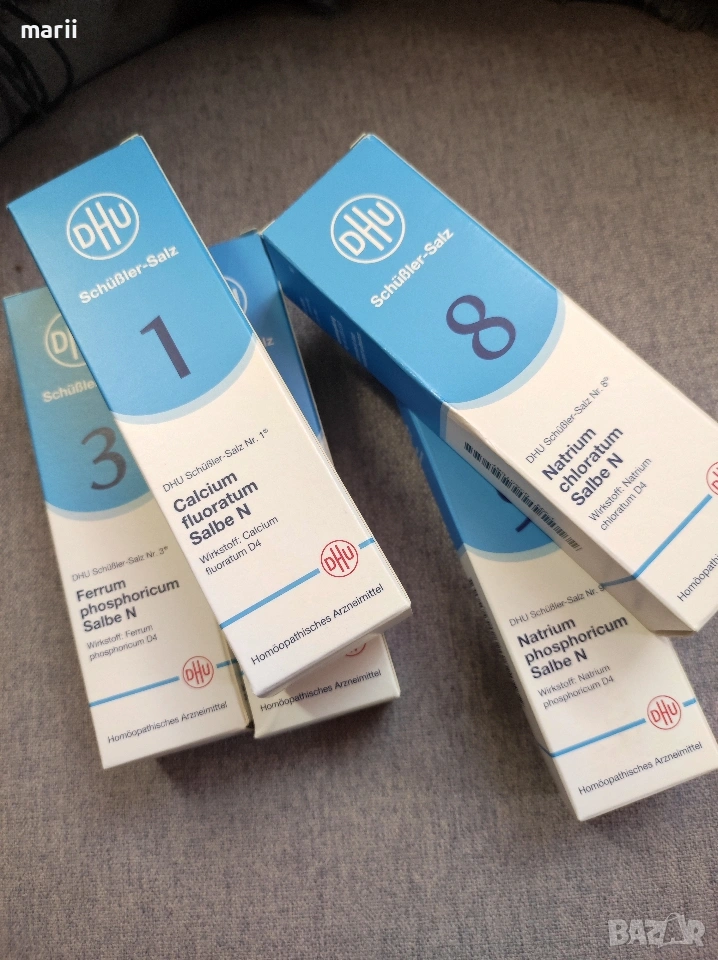 marii
DHU
Schüßler-Salz
1
DHU Schüßler-Salz Nr. 1®
Calcium
fluoratum
Salbe N
Wirkstoff: Calcium
fluoratum D4
DHU
Homöopathisches Arzneimittel
DHU
Schüßler-Salz
8
DHU Schüßler-Salz Nr. 8®
Natrium
chloratum
Salbe N
Wirkstoff: Natrium
chloratum D4
Homöopathisches
3
DHU Schüßler-Salz Nr. 3®
Ferrum
phosphoricum
Salbe N
Wirkstoff: Ferrum
phosphoricum D4
DHU
Homöopathisches Arzneimittel
Homöopathisches Arzneimittel
DHU Schüßler-Salz Nr. 9
Natrium
phosphoricum
Salbe N
Wirkstoff: Natrium
phosphoricum D4
DHU
Homöopathisches Arzneimittel
BAZAR